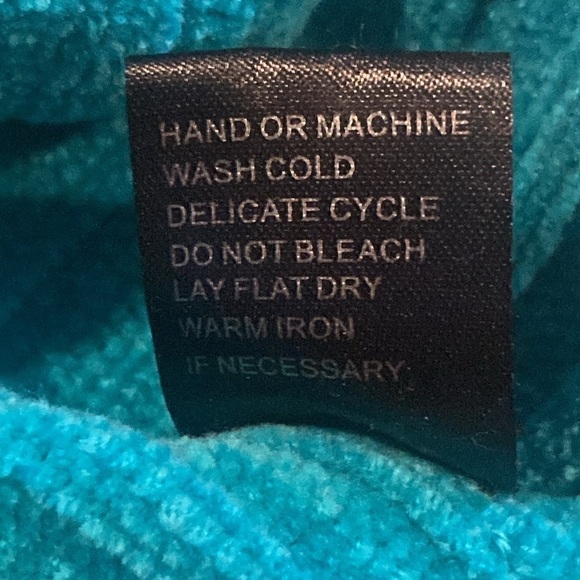 HAND OR MACHINE
WASH COLD
DELICATE CYCLE
DO NOT BLEACH
LAY FLAT DRY
WARM IRON
IF NECESSARY